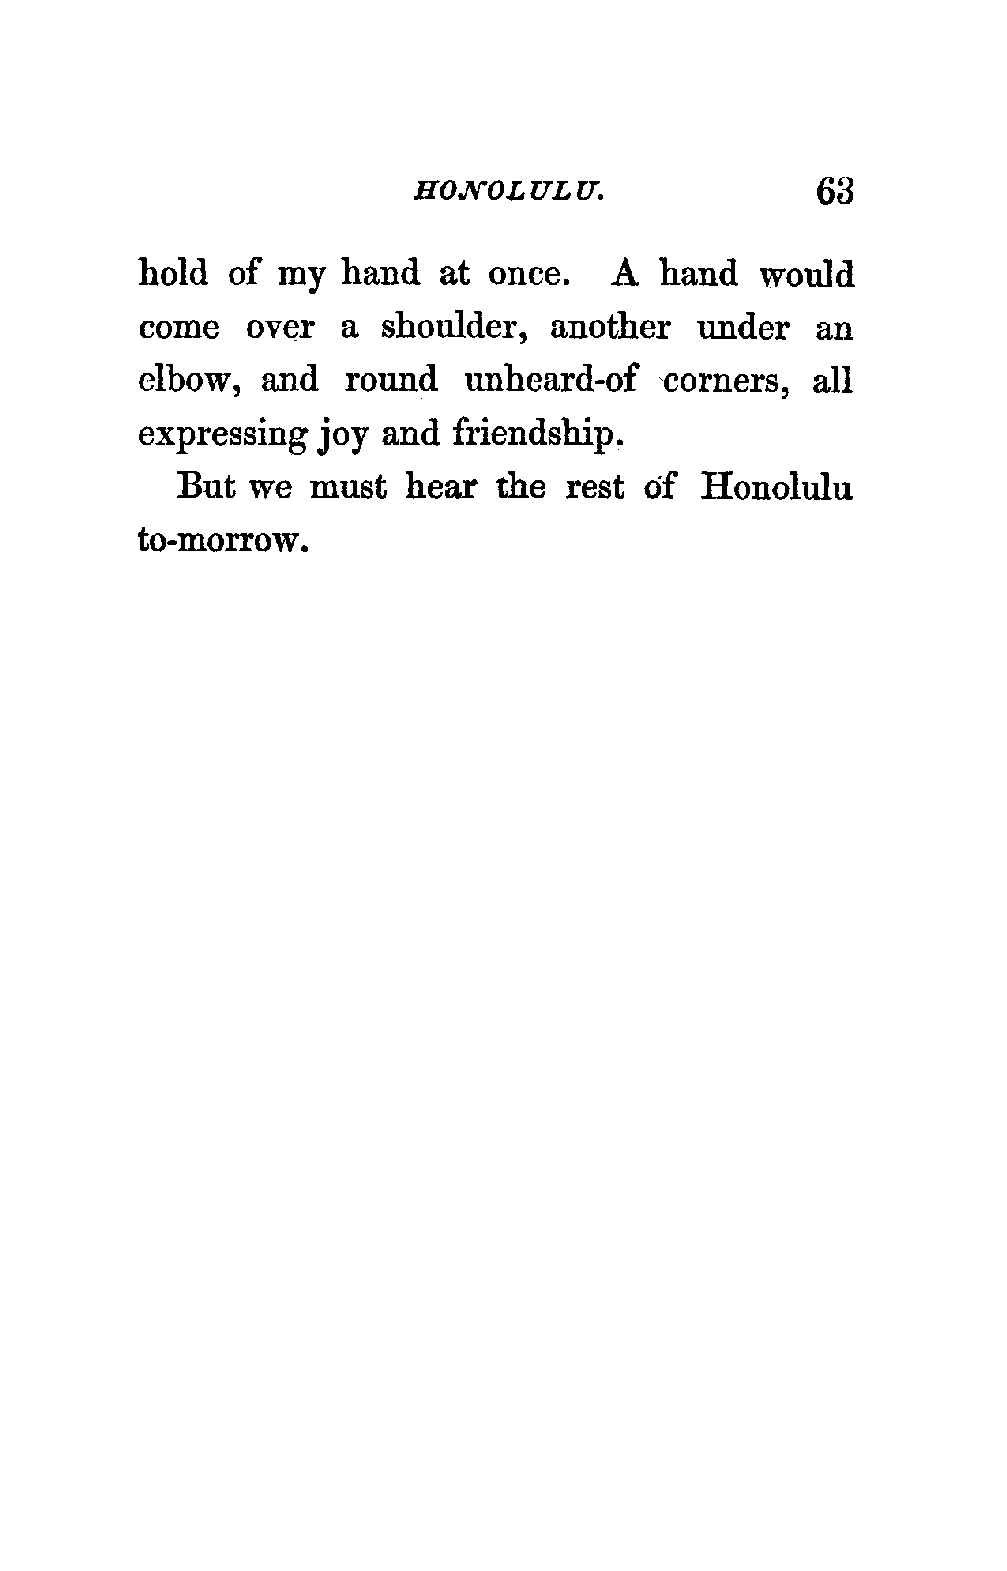 HONOLULU. 63
hold of my hand at once. A hand would
come over a shoulder, another under an
elbow, and round unheard-of corners, all
expressing joy and friendship.
But we must hear the rest of Honolulu
to-morrow.